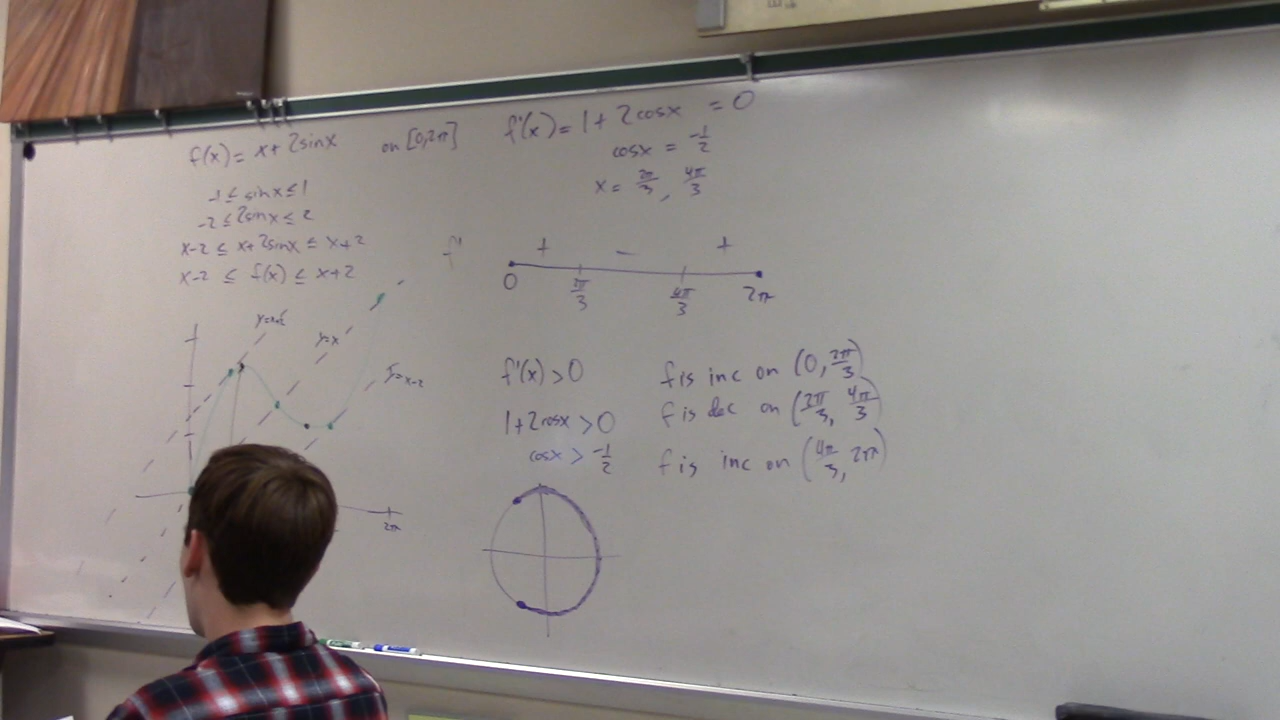 f(x) = x + 2sinx on [0,2π]
-1 ≤ sinx ≤ 1
-2 ≤ 2sinx ≤ 2
x-2 ≤ x+2sinx ≤ x+2
x-2 ≤ f(x) ≤ x+2
y=x+2
y=x
y=x-2
2π
f'(x) = 1 + 2cosx = 0
cosx = -1/2
x = 2π/3, 4π/3
f' + - +
0 2π/3 4π/3 2π
f'(x) > 0
1+2cosx > 0
cosx > -1/2
f is inc on (0, 2π/3)
f is dec on (2π/3, 4π/3)
f is inc on (4π/3, 2π)